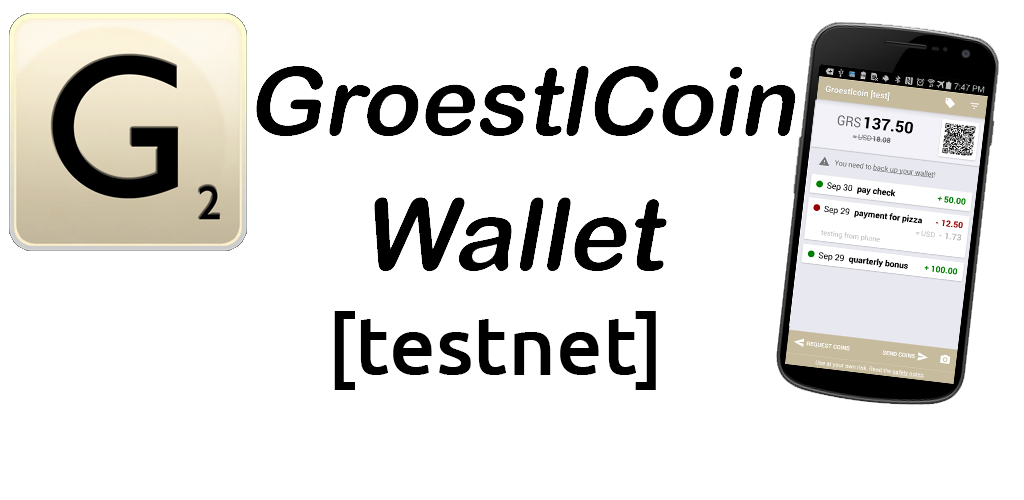 G
2
GroestlCoin
Wallet
[testnet]
7:47 PM
Groestlcoin [test]
GRS 137.50
≈ USD 18.08
You need to back up your wallet!
Sep 30 pay check + 50.00
Sep 29 payment for pizza - 12.50
testing from phone ≈ USD - 1.73
Sep 29 quarterly bonus + 100.00
REQUEST COINS SEND COINS
Use at your own risk. Read the safety notes.